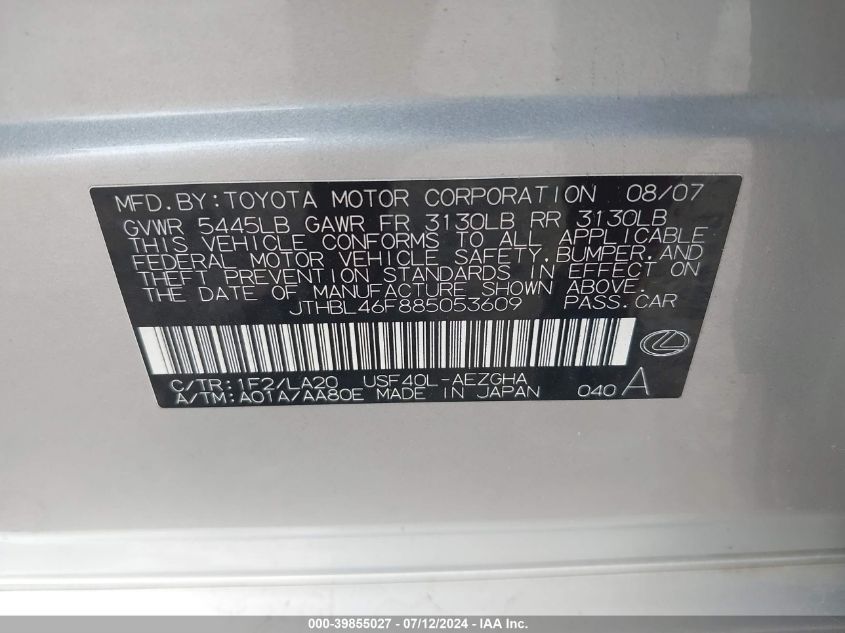 MFD.BY:TOYOTA MOTOR CORPORATION 08/07
GVWR 5445LB GAWR FR 3130LB RR 3130LB
THIS VEHICLE CONFORMS TO ALL APPLICABLE
FEDERAL MOTOR VEHICLE SAFETY,BUMPER,AND
THEFT PREVENTION STANDARDS IN EFFECT ON
THE DATE OF MANUFACTURE SHOWN ABOVE.
JTHBL46F885053609 PASS.CAR
C/TR:1F2/LA20 USF40L-AEZGHA
A/TM:A01A/AA80E MADE IN JAPAN 040 A
000-39855027 - 07/12/2024 - IAA Inc.